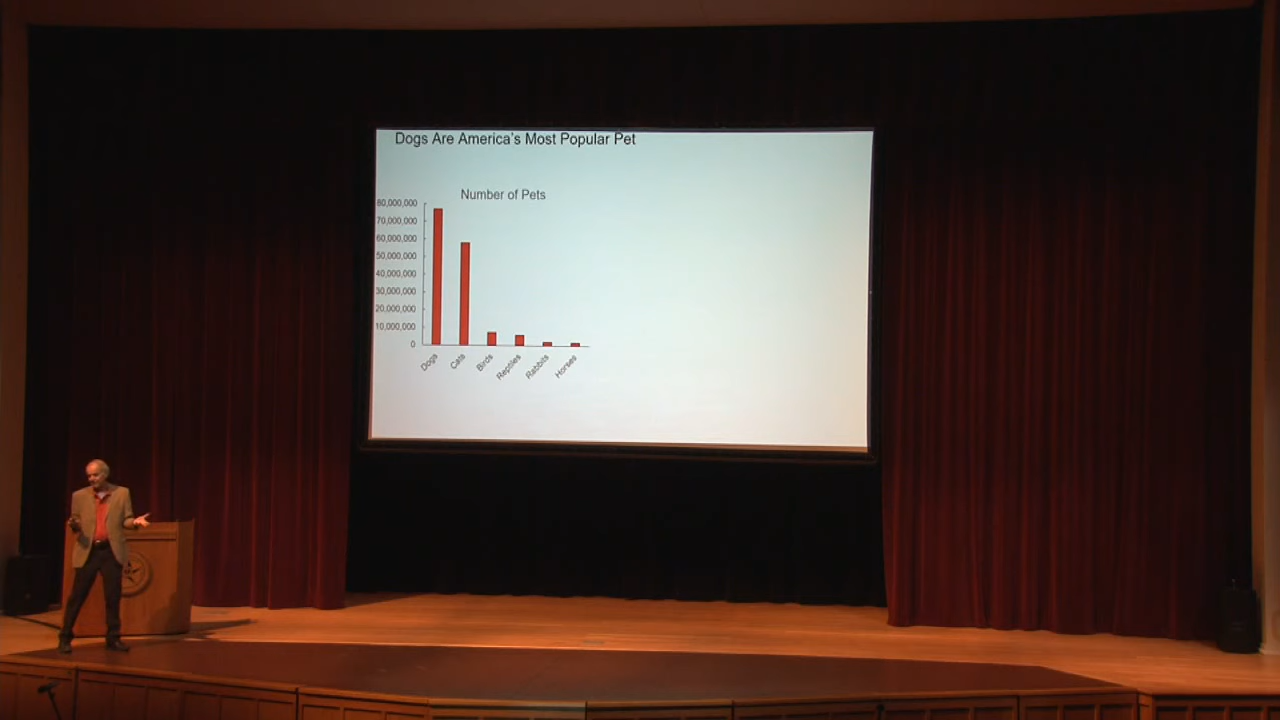 Dogs Are America's Most Popular Pet
Number of Pets
80,000,000
70,000,000
60,000,000
50,000,000
40,000,000
30,000,000
20,000,000
10,000,000
0
Dogs
Cats
Birds
Reptiles
Rabbits
Horses